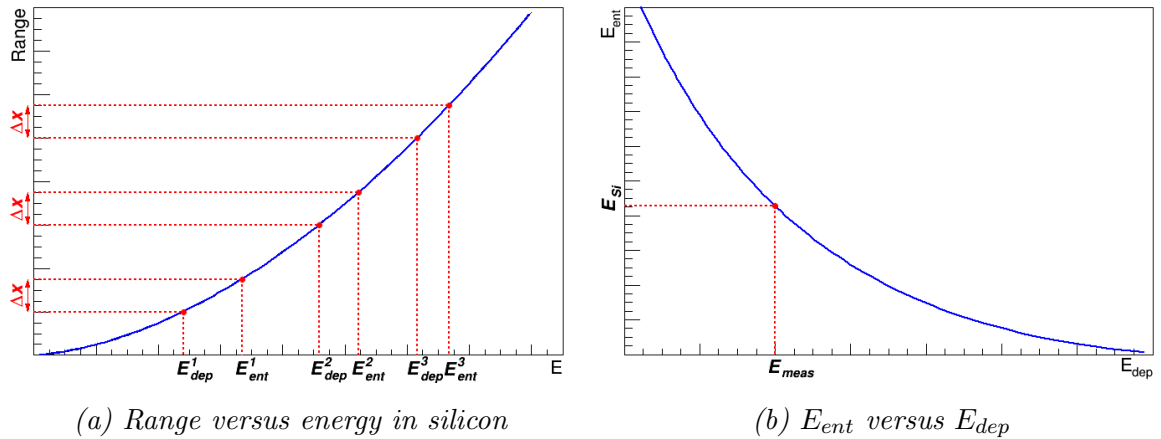 Range
Δx
Δx
Δx
E¹dep
E¹ent
E²dep
E²ent
E³dep
E³ent
E
(a) Range versus energy in silicon
Eent
ESi
Emeas
Edep
(b) Eent versus Edep